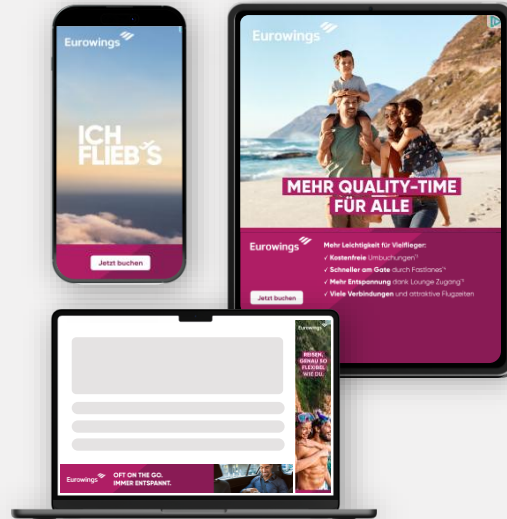 Eurowings
ICH
FLIEB'S
Jetzt buchen
Eurowings
MEHR QUALITY-TIME
FÜR ALLE
Eurowings
Mehr Leichtigkeit für Vielflieger:
✓ Kostenfreie Umbuchungen
✓ Schneller am Gate durch Fastlanes
✓ Mehr Entspannung dank Lounge Zugang
✓ Viele Verbindungen und attraktive Flugzeiten
Jetzt buchen
Eurowings
REISEN,
GENAU SO
FLEXIBEL
WIE DU.
Eurowings
OFT ON THE GO.
IMMER ENTSPANNT.